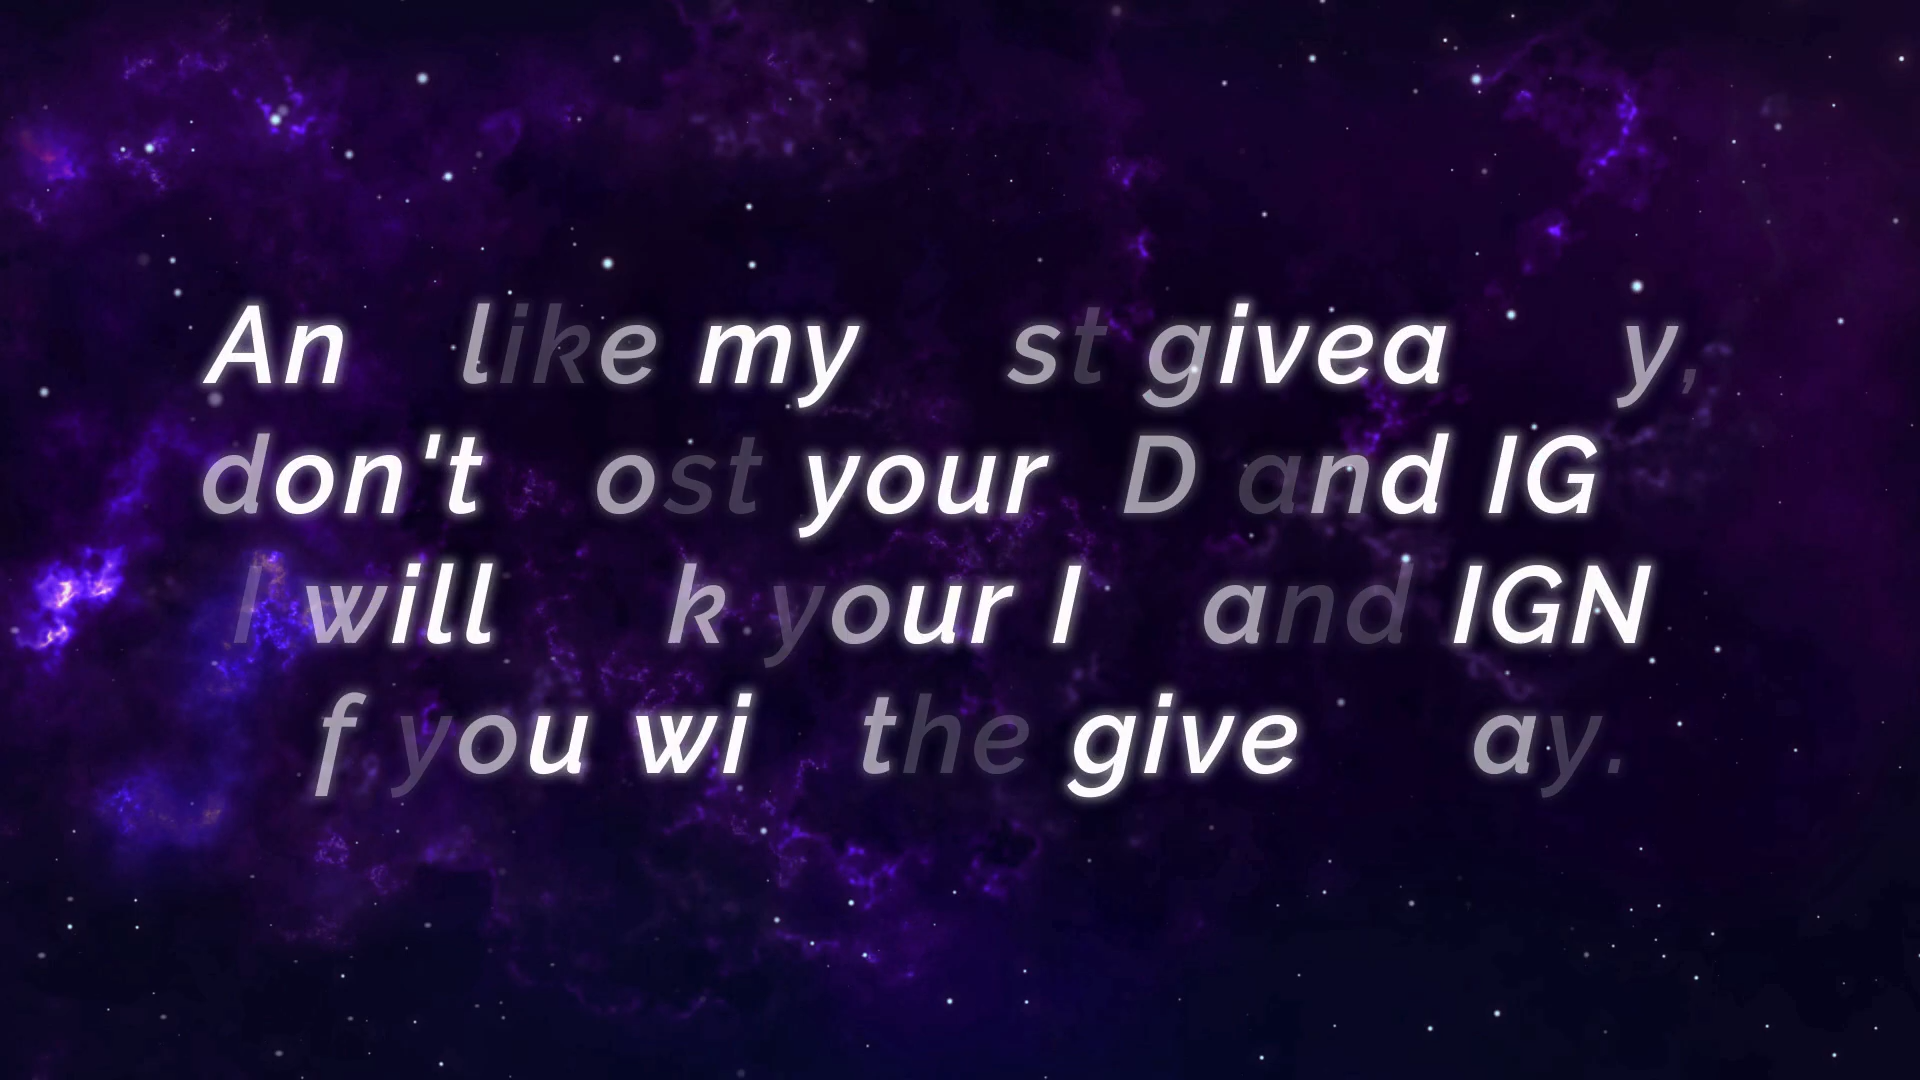 An like my st givea y,
don't ost your D and IG
I will k your I and IGN
f you wi the give ay.